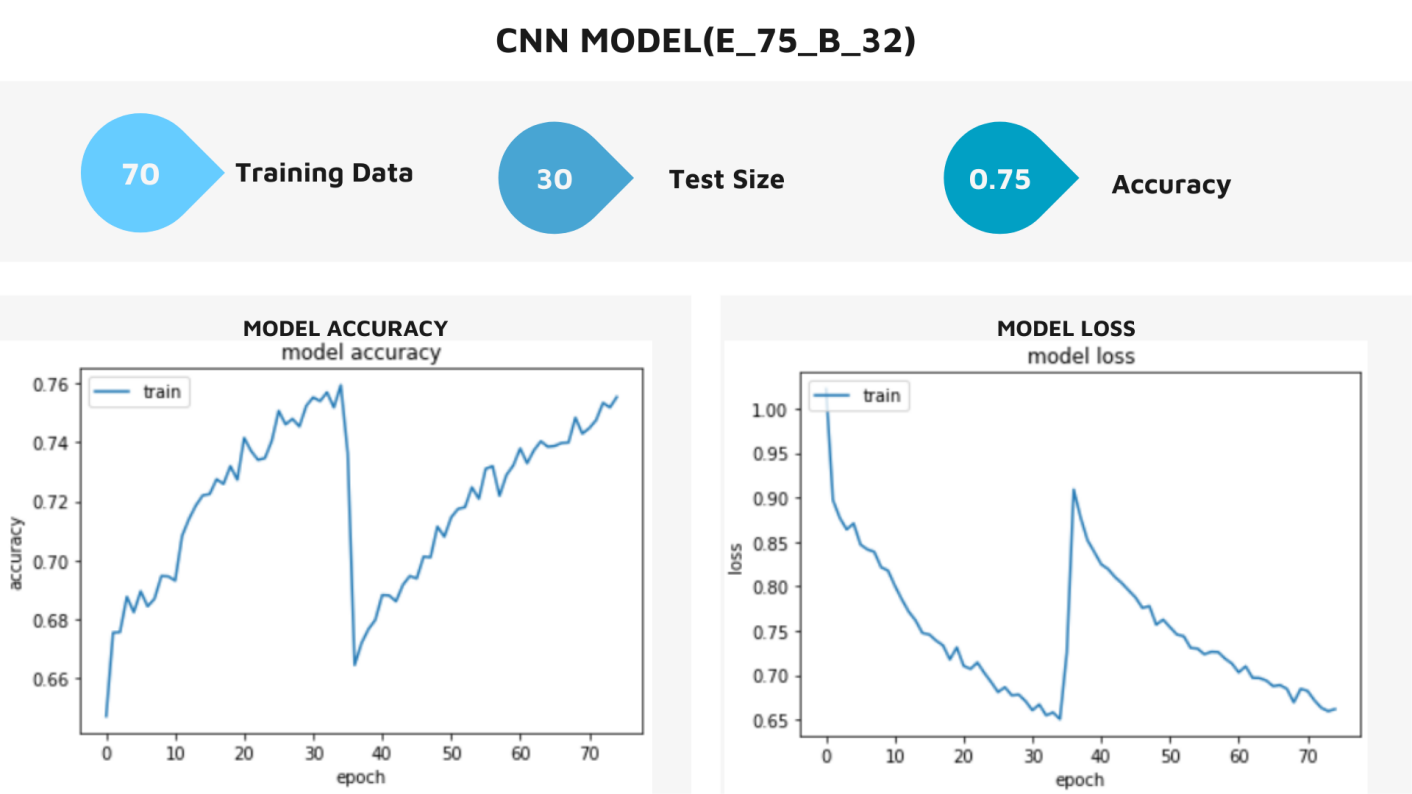 CNN MODEL(E_75_B_32)
70
Training Data
30
Test Size
0.75
Accuracy
MODEL ACCURACY
model accuracy
train
0.76
0.74
0.72
0.70
0.68
0.66
accuracy
0 10 20 30 40 50 60 70
epoch
MODEL LOSS
model loss
train
1.00
0.95
0.90
0.85
0.80
0.75
0.70
0.65
loss
0 10 20 30 40 50 60 70
epoch